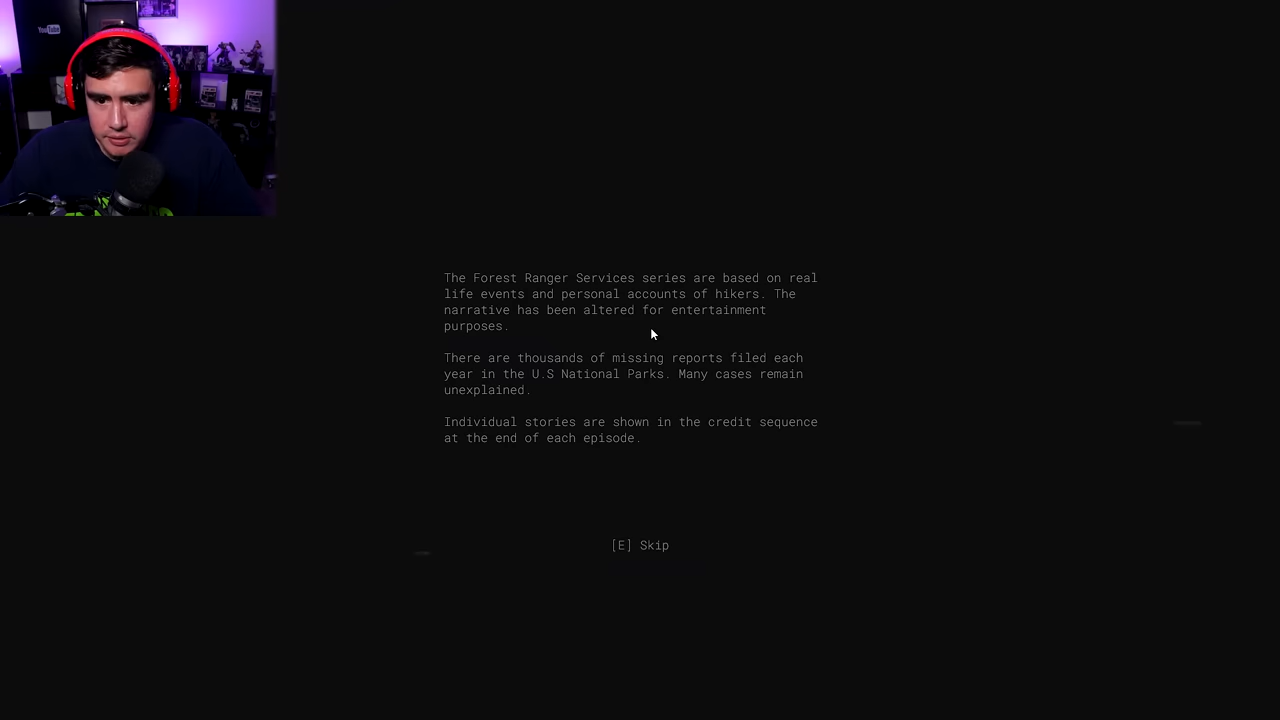 YouTube
The Forest Ranger Services series are based on real
life events and personal accounts of hikers. The
narrative has been altered for entertainment
purposes.
There are thousands of missing reports filed each
year in the U.S National Parks. Many cases remain
unexplained.
Individual stories are shown in the credit sequence
at the end of each episode.
[E] Skip